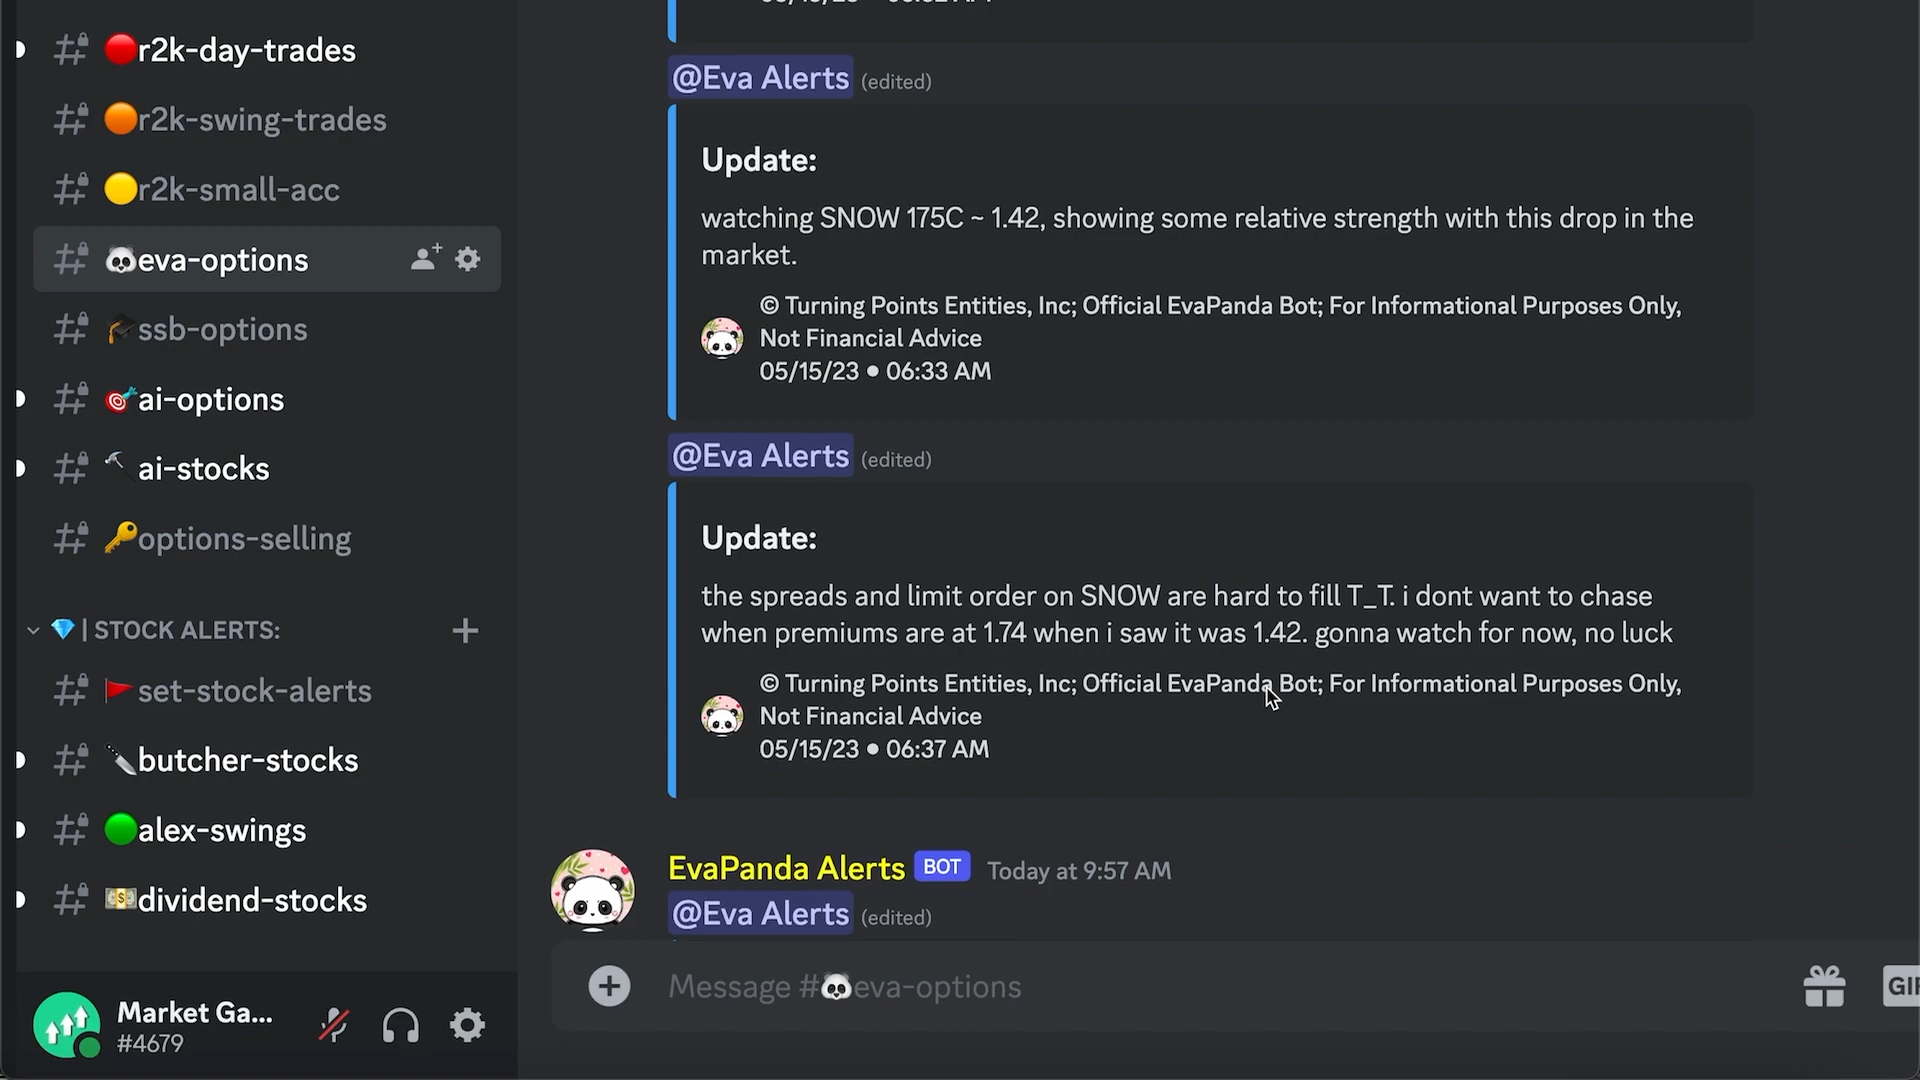 r2k-day-trades
r2k-swing-trades
r2k-small-acc
eva-options
ssb-options
ai-options
ai-stocks
options-selling
| STOCK ALERTS:
set-stock-alerts
butcher-stocks
alex-swings
dividend-stocks
Market Ga...
#4679
@Eva Alerts (edited)
Update:
watching SNOW 175C ~ 1.42, showing some relative strength with this drop in the
market.
© Turning Points Entities, Inc; Official EvaPanda Bot; For Informational Purposes Only,
Not Financial Advice
05/15/23 • 06:33 AM
@Eva Alerts (edited)
Update:
the spreads and limit order on SNOW are hard to fill T_T. i dont want to chase
when premiums are at 1.74 when i saw it was 1.42. gonna watch for now, no luck
© Turning Points Entities, Inc; Official EvaPanda Bot; For Informational Purposes Only,
Not Financial Advice
05/15/23 • 06:37 AM
EvaPanda Alerts BOT Today at 9:57 AM
@Eva Alerts (edited)
Message #eva-options